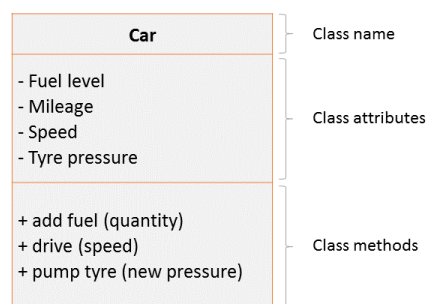 Car
Class name
- Fuel level
- Mileage
- Speed
- Tyre pressure
Class attributes
+ add fuel (quantity)
+ drive (speed)
+ pump tyre (new pressure)
Class methods